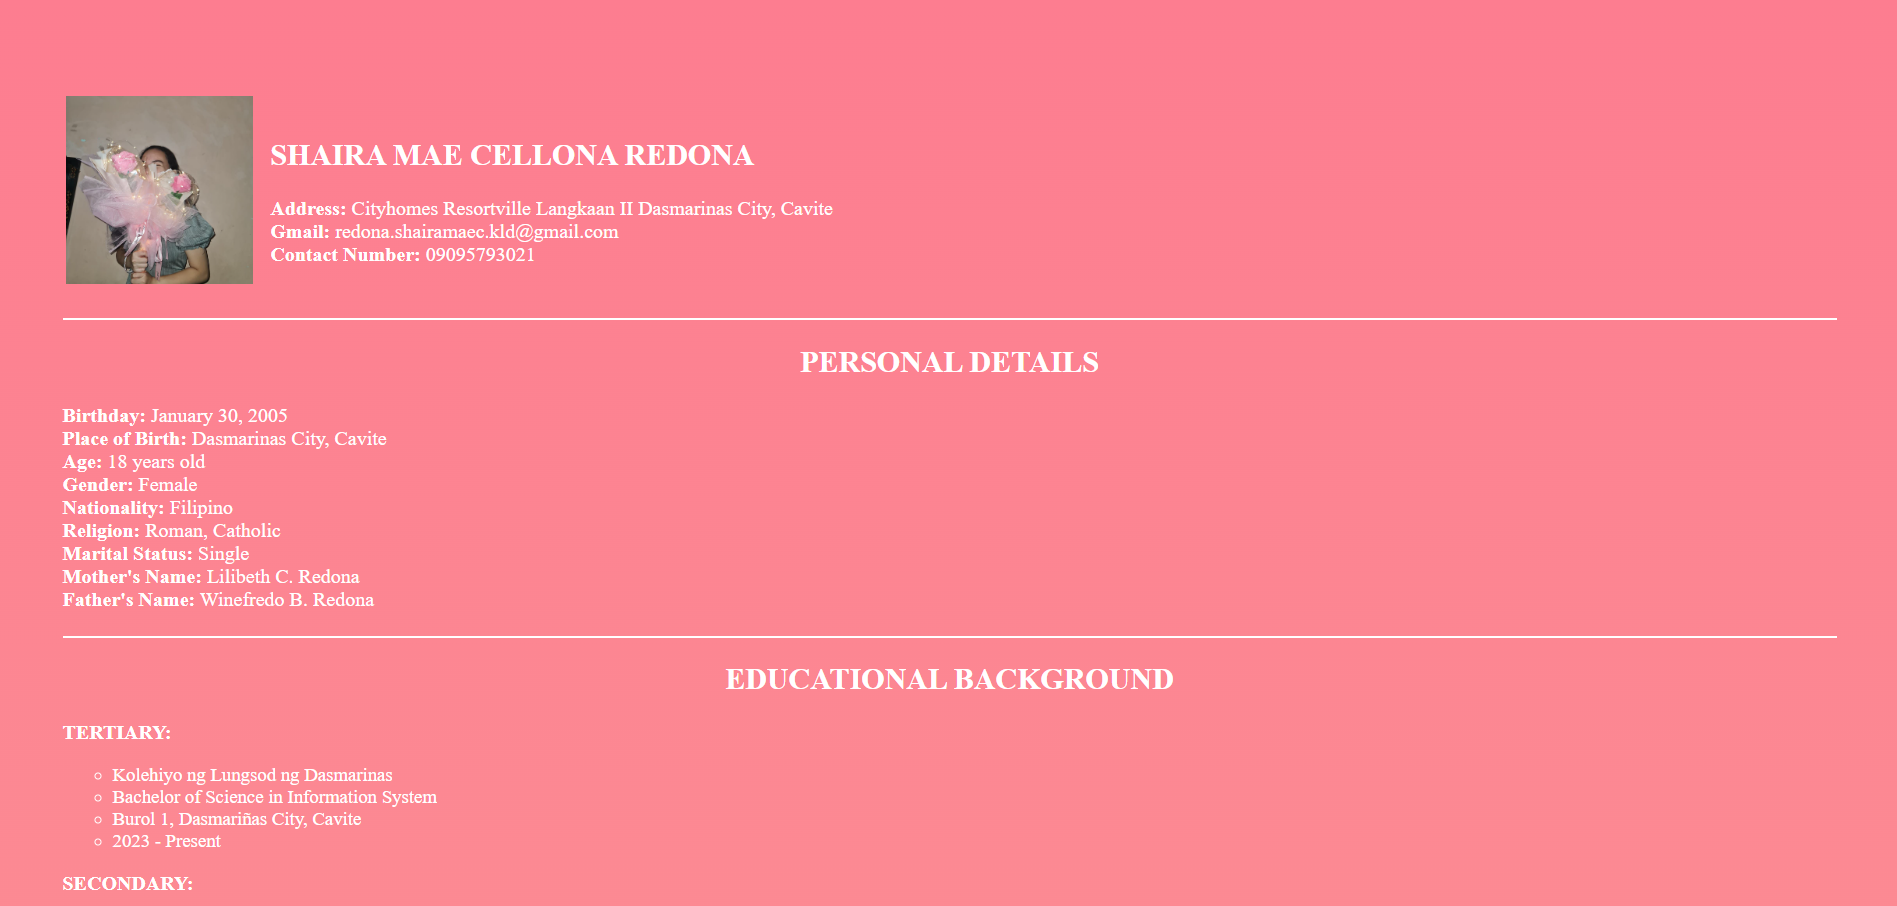 SHAIRA MAE CELLONA REDONA
Address: Cityhomes Resortville Langkaan II Dasmarinas City, Cavite
Gmail: redona.shairamaec.kld@gmail.com
Contact Number: 09095793021
PERSONAL DETAILS
Birthday: January 30, 2005
Place of Birth: Dasmarinas City, Cavite
Age: 18 years old
Gender: Female
Nationality: Filipino
Religion: Roman, Catholic
Marital Status: Single
Mother's Name: Lilibeth C. Redona
Father's Name: Winefredo B. Redona
EDUCATIONAL BACKGROUND
TERTIARY:
Kolehiyo ng Lungsod ng Dasmarinas
Bachelor of Science in Information System
Burol 1, Dasmariñas City, Cavite
2023 - Present
SECONDARY: